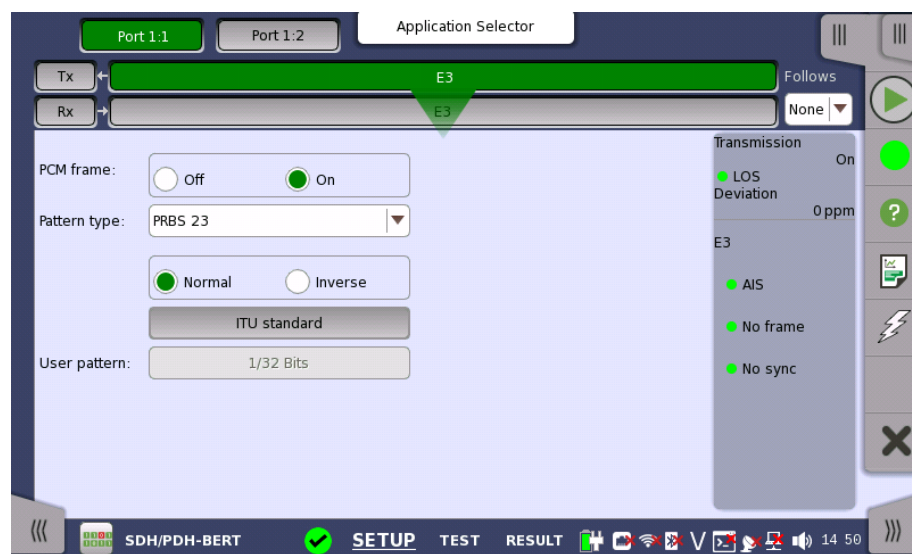 Port 1:1
Port 1:2
Application Selector
Tx
E3
Follows
Rx
E3
None
PCM frame:
Off
On
Pattern type:
PRBS 23
Normal
Inverse
ITU standard
User pattern:
1/32 Bits
Transmission
On
LOS
Deviation
0 ppm
E3
AIS
No frame
No sync
SDH/PDH-BERT
SETUP
TEST
RESULT
14 50